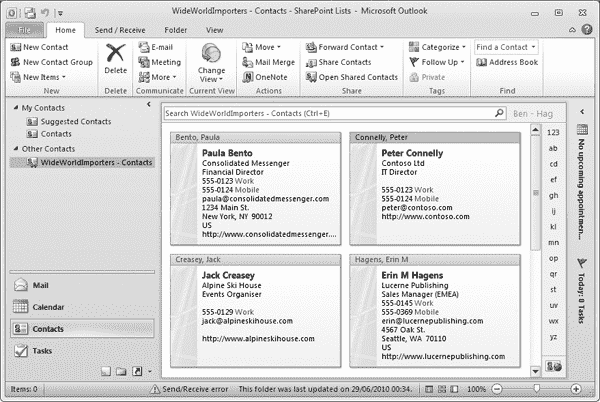 WideWorldImporters - Contacts - SharePoint Lists - Microsoft Outlook
File Home Send / Receive Folder Review View
New Contact
New Contact Group
New Items
New
Delete
Delete
E-mail
Meeting
More
Communicate
Change View
Current View
Move
Mail Merge
OneNote
Actions
Forward Contact
Share Contacts
Open Shared Contacts
Share
Categorize
Follow Up
Private
Tags
Find a Contact
Address Book
Find
My Contacts
Suggested Contacts
Contacts
Other Contacts
WideWorldImporters - Contacts
Mail
Calendar
Contacts
Tasks
Search WideWorldImporters - Contacts (Ctrl+E)
Ben - Hag
Bento, Paula
Paula Bento
Consolidated Messenger
Financial Director
555-0123 Work
555-0124 Mobile
paula@consolidatedmessenger.com
1234 Main St.
New York, NY 90012
US
http://www.consolidatedmessenger....
Connelly, Peter
Peter Connelly
Contoso Ltd
IT Director
555-0123 Work
555-0124 Mobile
peter@contoso.com
http://www.contoso.com
Creasey, Jack
Jack Creasey
Alpine Ski House
Events Organiser
555-0129 Work
jack@alpineskihouse.com
http://www.alpineskihouse.com
Hagens, Erin M
Erin M Hagens
Lucerne Publishing
Sales Manager (EMEA)
555-0145 Work
555-0369 Mobile
erin@lucernepublishing.com
4567 Oak St.
Seattle, WA 70110
US
http://www.lucernepublishing.com
123
ab
cd
ef
gh
ij
kl
mn
op
qr
st
uv
wx
yz
No upcoming appointmen...
Today: 0 Tasks
Items: 0
Send/Receive error
This folder was last updated on 29/06/2010 00:34.
100%